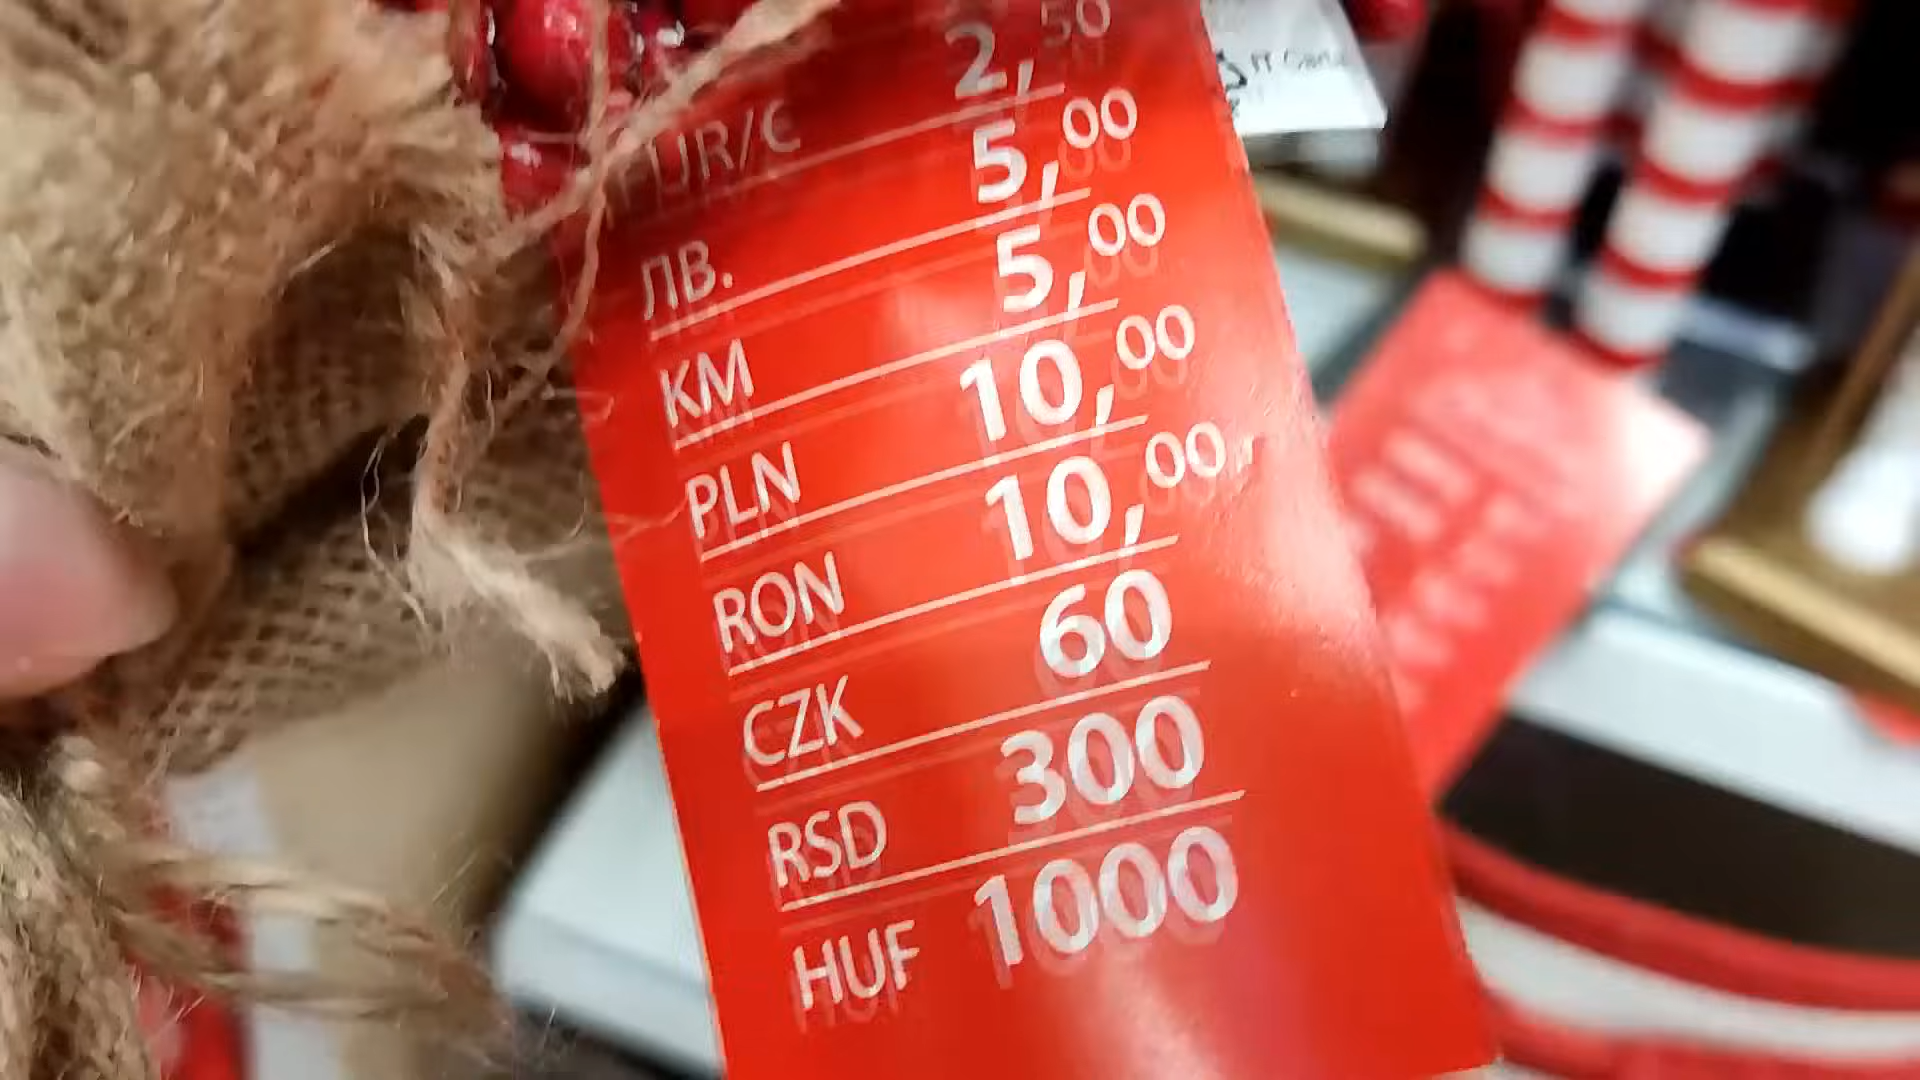 EUR/€ 2,50
ЛВ. 5,00
KM 5,00
PLN 10,00
RON 10,00
CZK 60
RSD 300
HUF 1000